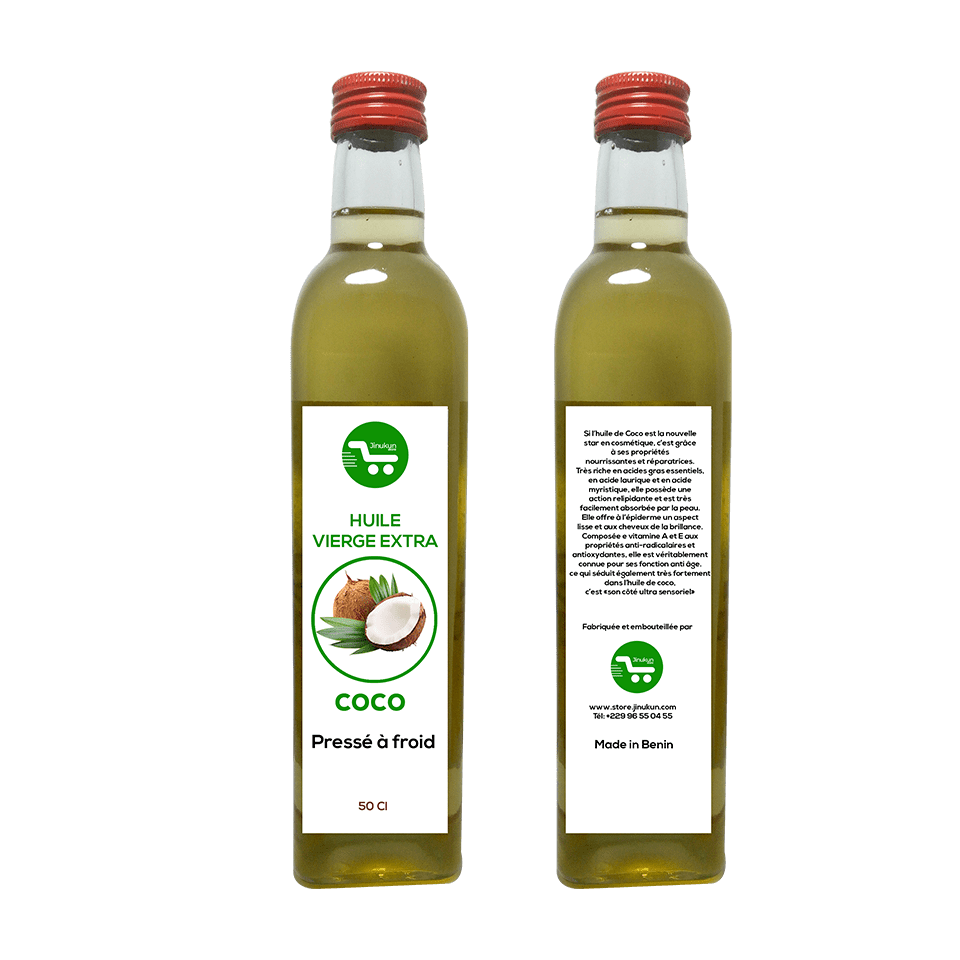 Jinukun
HUILE
VIERGE EXTRA
COCO
Pressé à froid
50 Cl
Si l'huile de Coco est la nouvelle
star en cosmétique, c'est grâce
à ses propriétés
nourrissantes et réparatrices.
Très riche en acides gras essentiels,
en acide laurique et en acide
myristique, elle possède une
action relipidante et est très
facilement absorbée par la peau.
Elle offre à l'épiderme un aspect
lisse et aux cheveux de la brillance.
Composée e vitamine A et E aux
propriétés anti-radicalaires et
antioxydantes, elle est véritablement
connue pour ses fonction anti âge.
ce qui séduit également très fortement
dans l'huile de coco,
c'est «son côté ultra sensoriel»
Fabriquée et embouteillée par
Jinukun
www.store.jinukun.com
Tél: +229 96 55 04 55
Made in Benin